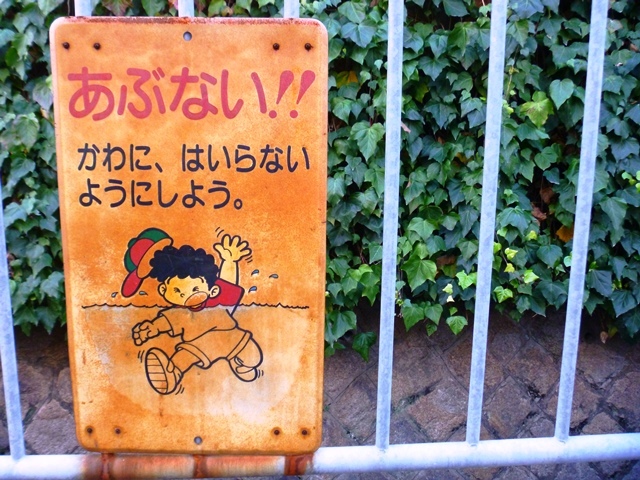 あぶない!!
かわに、はいらない
ようにしよう。